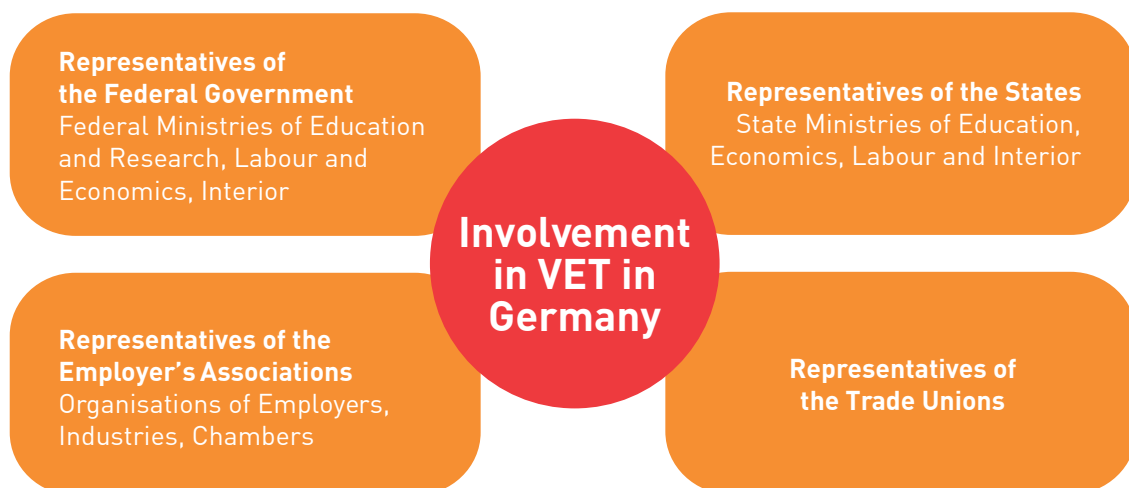 Representatives of
the Federal Government
Federal Ministries of Education
and Research, Labour and
Economics, Interior
Representatives of the States
State Ministries of Education,
Economics, Labour and Interior
Involvement
in VET in
Germany
Representatives of the
Employer's Associations
Organisations of Employers,
Industries, Chambers
Representatives of
the Trade Unions